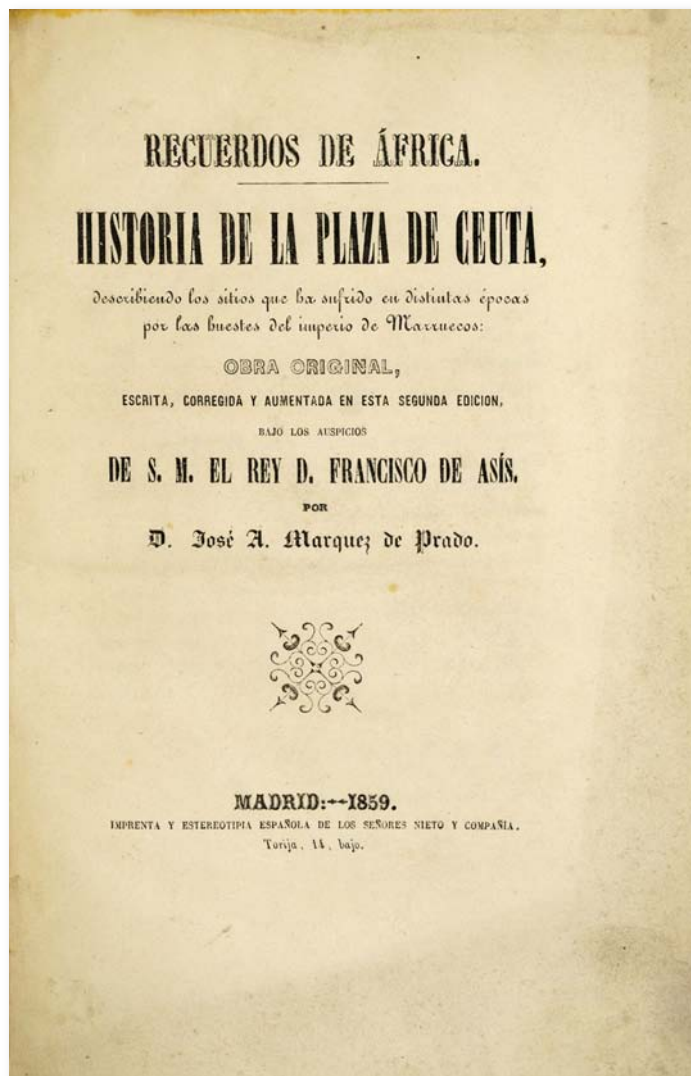 RECUERDOS DE ÁFRICA.
HISTORIA DE LA PLAZA DE CEUTA,
describiendo los sitios que ha sufrido en distintas épocas
por las huestes del imperio de Marruecos:
OBRA ORIGINAL,
ESCRITA, CORREGIDA Y AUMENTADA EN ESTA SEGUNDA EDICION,
BAJO LOS AUSPICIOS
DE S. M. EL REY D. FRANCISCO DE ASÍS.
POR
D. José A. Marquez de Prado.
MADRID:—1859.
IMPRENTA Y ESTEREOTIPIA ESPAÑOLA DE LOS SEÑORES NIETO Y COMPAÑIA.
Torija, 14, bajo.